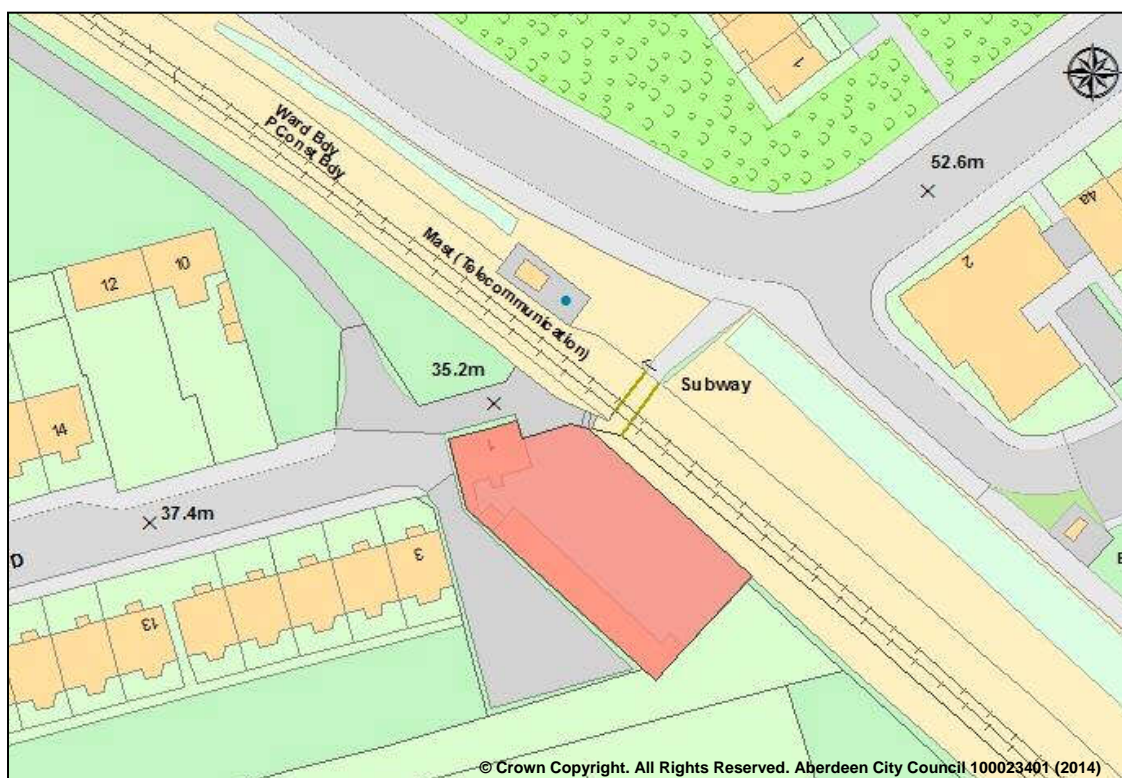 7
52.6m
Ward Bdy
P Const Bdy
4a
2
12
10
Mast (Telecommunication)
35.2m
Subway
14
1
37.4m
3
D
13
E
© Crown Copyright. All Rights Reserved. Aberdeen City Council 100023401 (2014)